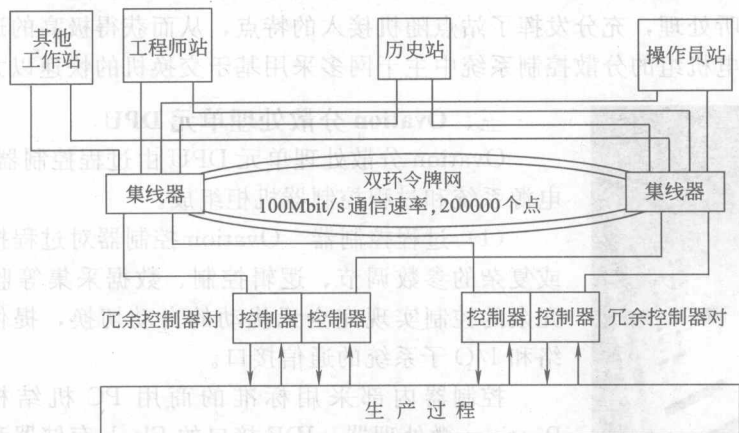 其他
工作站
工程师站
历史站
操作员站
集线器
双环令牌网
100Mbit/s通信速率,200000个点
集线器
冗余控制器对
控制器
控制器
控制器
控制器
冗余控制器对
生产过程